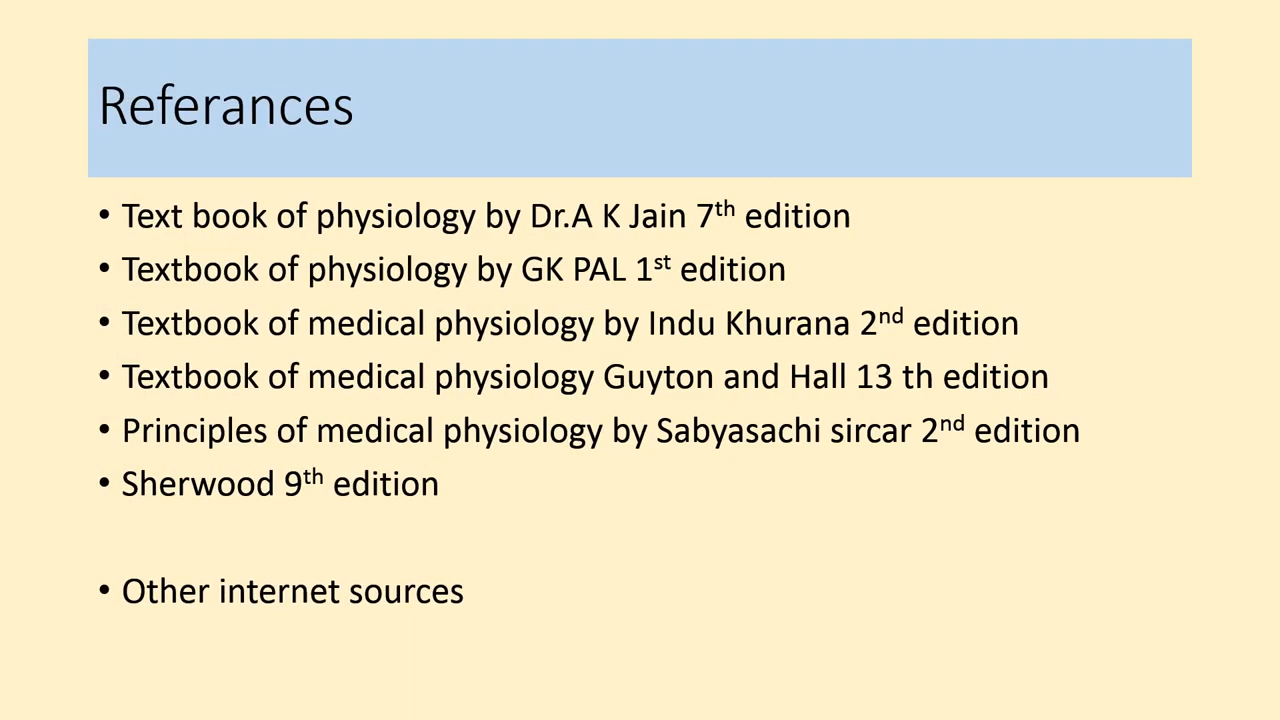 Referances
• Text book of physiology by Dr.A K Jain 7th edition
• Textbook of physiology by GK PAL 1st edition
• Textbook of medical physiology by Indu Khurana 2nd edition
• Textbook of medical physiology Guyton and Hall 13 th edition
• Principles of medical physiology by Sabyasachi sircar 2nd edition
• Sherwood 9th edition
• Other internet sources